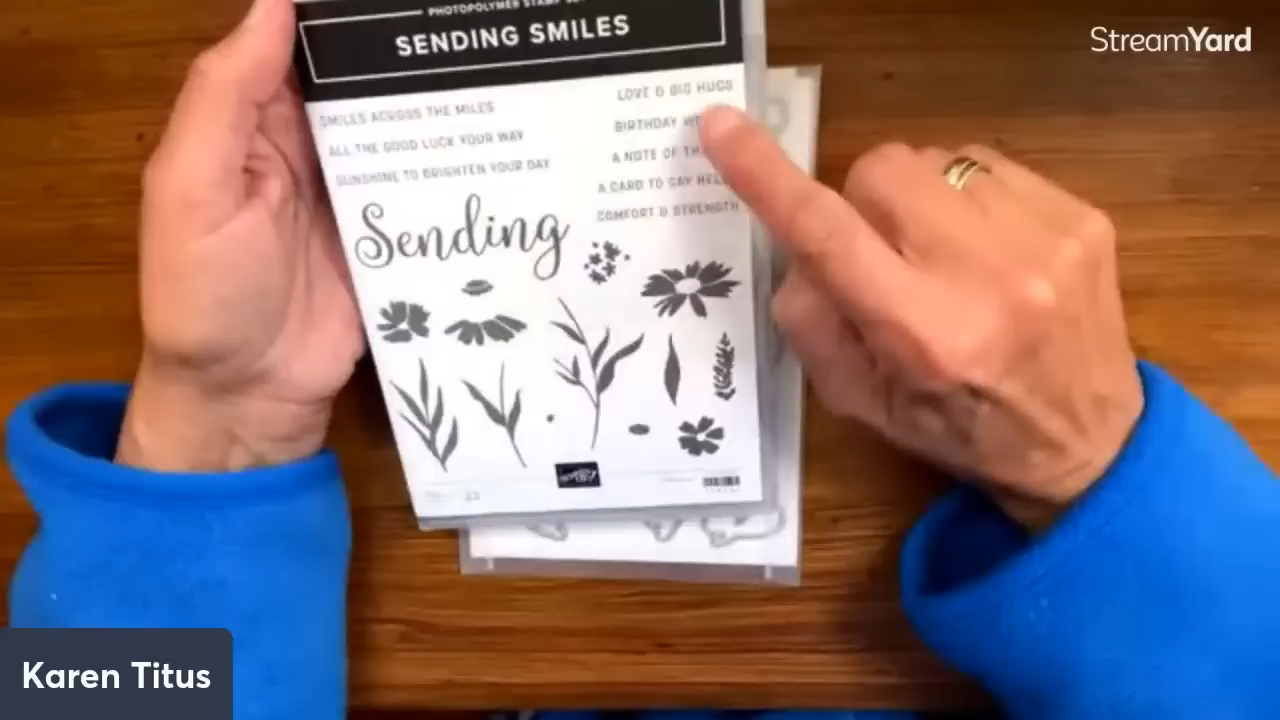 StreamYard
PHOTOPOLYMER STAMP
SENDING SMILES
SMILES ACROSS THE MILES
ALL THE GOOD LUCK YOUR WAY
SUNSHINE TO BRIGHTEN YOUR DAY
LOVE & BIG HUGS
BIRTHDAY
A NOTE OF
A CARD TO SAY
COMFORT & STRENGTH
Sending
Karen Titus